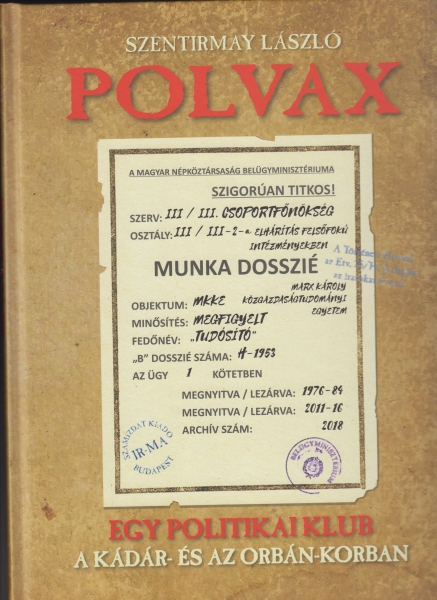 SZENTIRMAY LÁSZLÓ
POLVAX
A MAGYAR NÉPKÖZTÁRSASÁG BELÜGYMINISZTÉRIUMA
SZIGORÚAN TITKOS!
SZERV: III / III. CSOPORTFŐNÖKSÉG
OSZTÁLY: III / III-2-a ELHÁRÍTÁS FELSŐFOKÚ
INTÉZMÉNYEKBEN
MUNKA DOSSZIÉ
MARX KÁROLY
OBJEKTUM: MKKE KÖZGAZDASÁGTUDOMÁNYI
EGYETEM
MINŐSÍTÉS: MEGFIGYELT
FEDŐNÉV: „TUDÓSÍTÓ"
„B" DOSSZIÉ SZÁMA: H-1953
AZ ÜGY 1 KÖTETBEN
MEGNYITVA / LEZÁRVA: 1976-84
MEGNYITVA / LEZÁRVA: 2011-16
ARCHÍV SZÁM: 2018
SZAMIZDAT KIADÓ
IR-MA
BUDAPEST
BELÜGYMINISZTÉRIUM
EGY POLITIKAI KLUB
A KÁDÁR- ÉS AZ ORBÁN-KORBAN